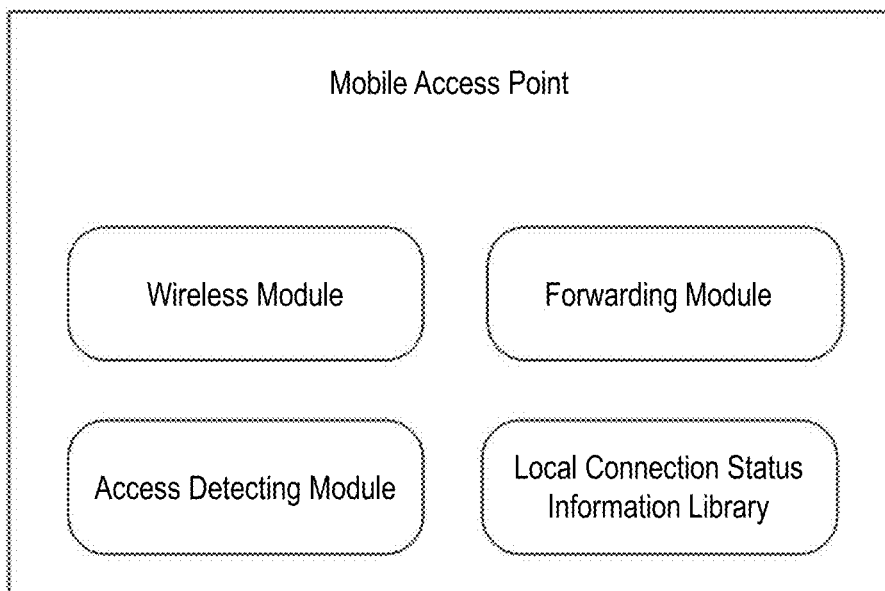 Mobile Access Point
Wireless Module
Forwarding Module
Access Detecting Module
Local Connection Status
Information Library